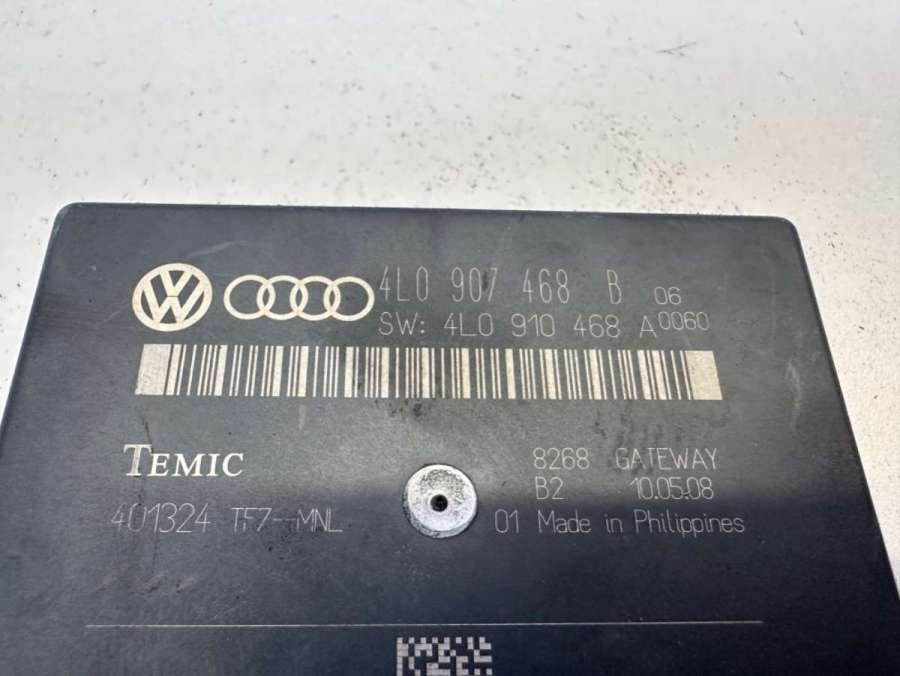 4L0 907 468 B 06
SW: 4L0 910 468 A 0060
TEMIC
8268 GATEWAY
B2 10.05.08
401324 TF7-MNL
01 Made in Philippines